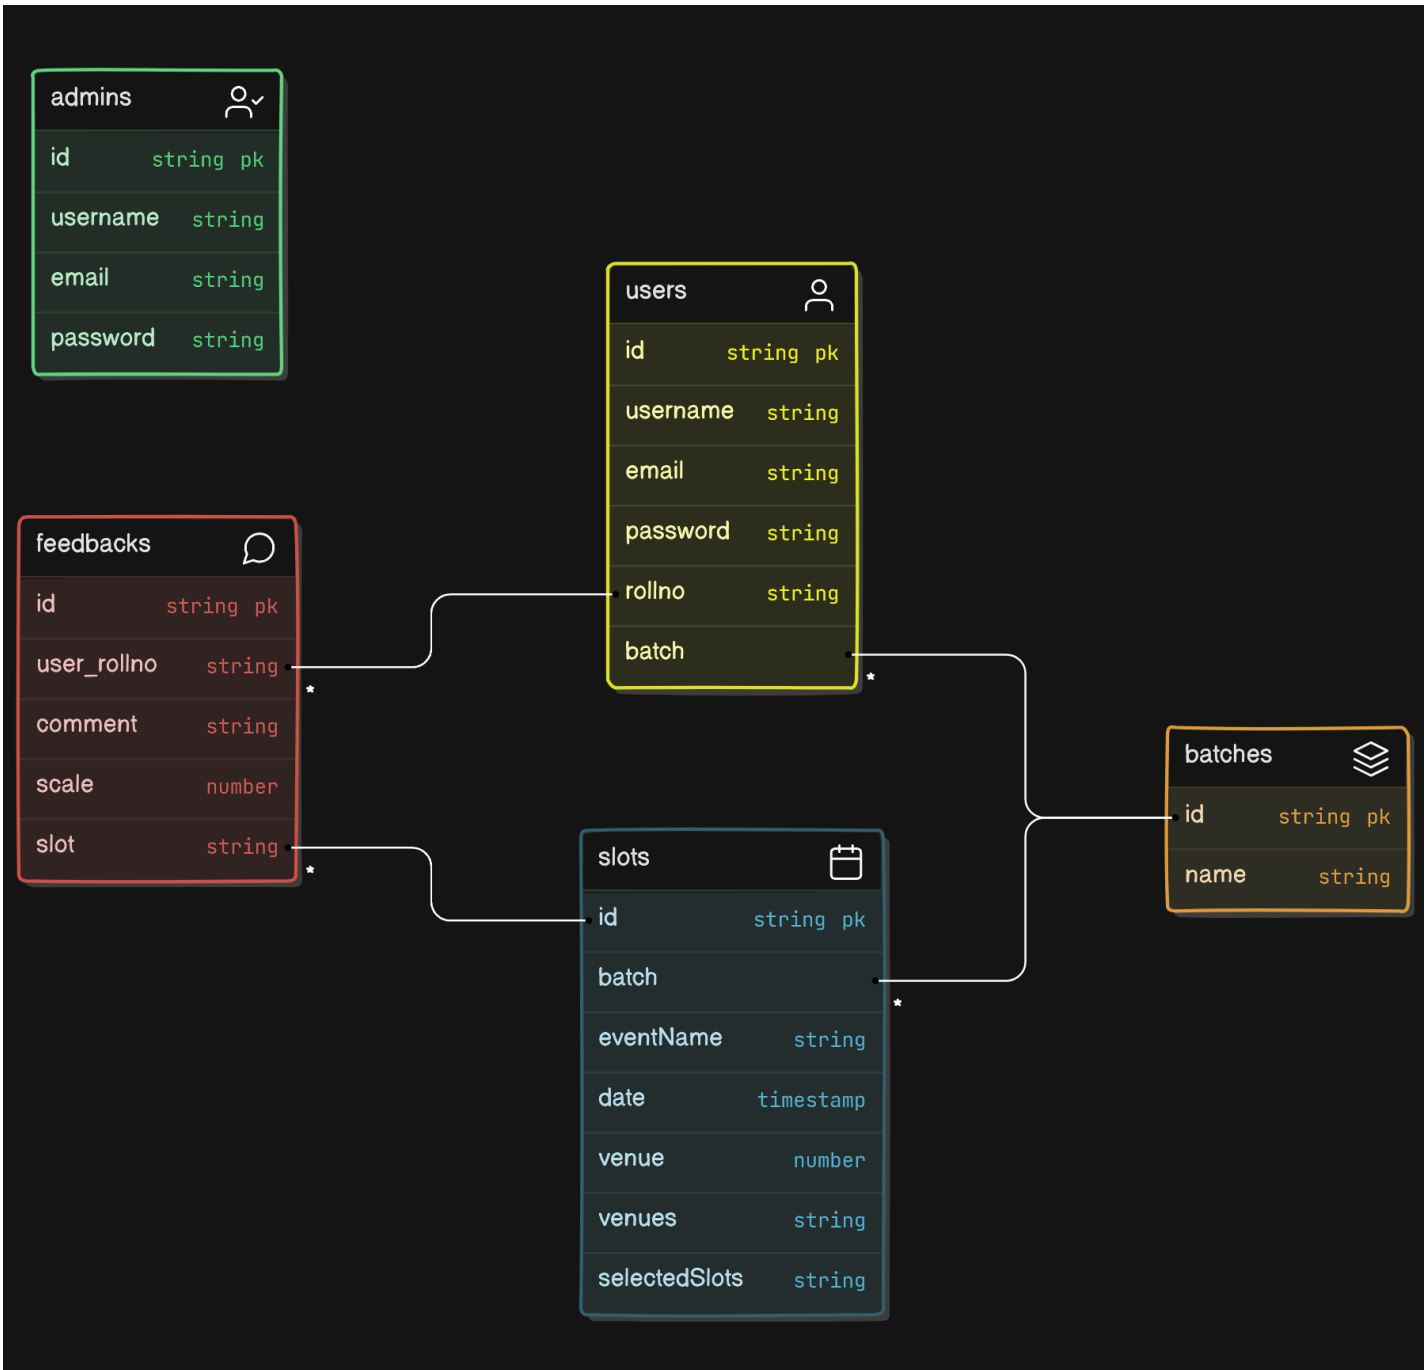 admins
id string pk
username string
email string
password string
users
id string pk
username string
email string
password string
rollno string
batch
*
feedbacks
id string pk
user_rollno string
*
comment string
scale number
slot string
*
batches
id string pk
name string
slots
id string pk
batch
*
eventName string
date timestamp
venue number
venues string
selectedSlots string